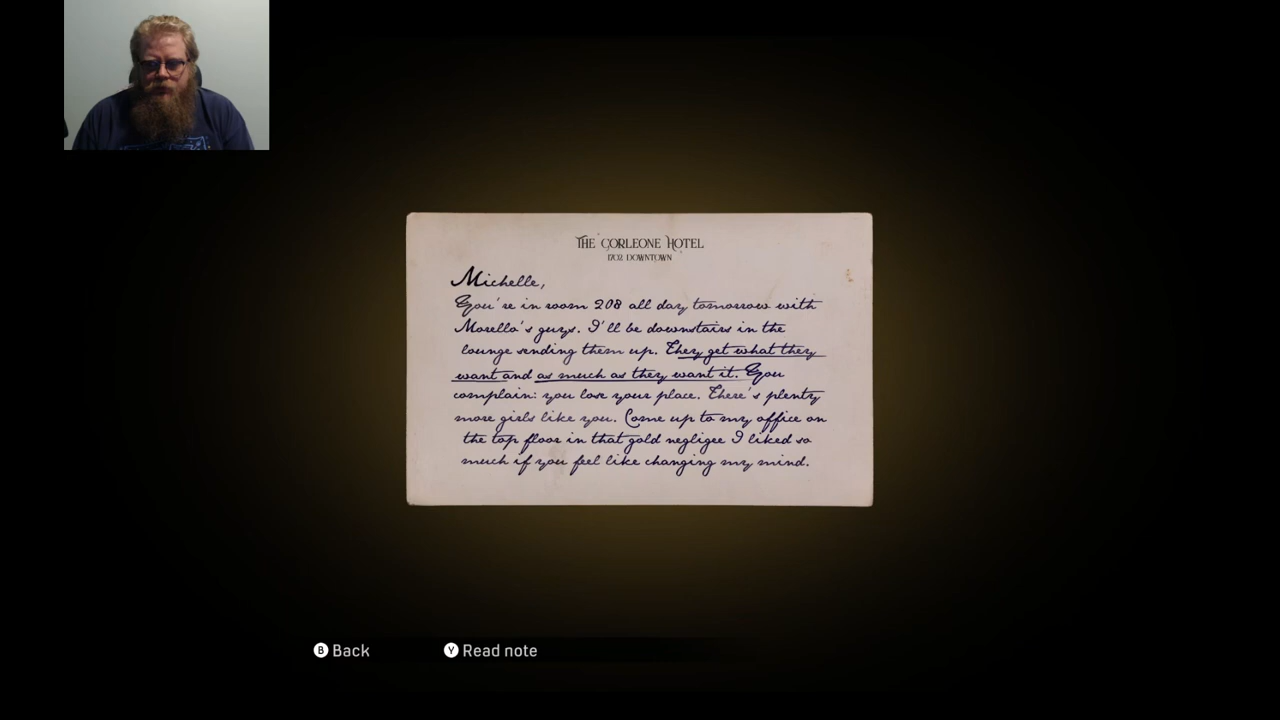 THE CORLEONE HOTEL
1702 DOWNTOWN
Michelle,
You're in room 208 all day tomorrow with
Morello's guys. I'll be downstairs in the
lounge sending them up. They get what they
want and as much as they want it. You
complain: you lose your place. There's plenty
more girls like you. Come up to my office on
the top floor in that gold negligee I liked so
much if you feel like changing my mind.
B Back
Y Read note